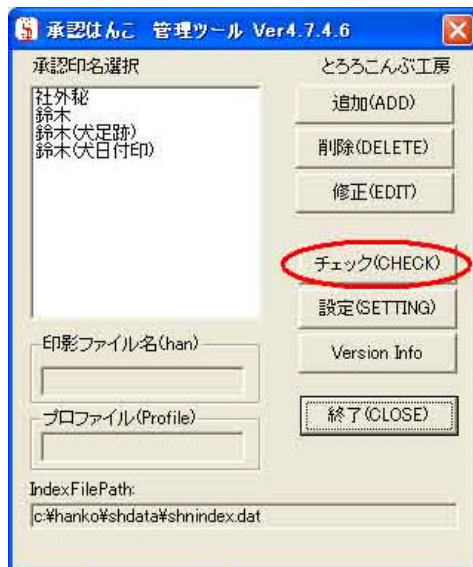 承認はんこ 管理ツール Ver4.7.4.6
承認印名選択
とろろこんぶ工房
社外秘
鈴木
鈴木(犬足跡)
鈴木(犬日付印)
追加(ADD)
削除(DELETE)
修正(EDIT)
チェック(CHECK)
設定(SETTING)
Version Info
終了(CLOSE)
印影ファイル名(han)
プロファイル(Profile)
IndexFilePath:
c:¥hanko¥shdata¥shnindex.dat